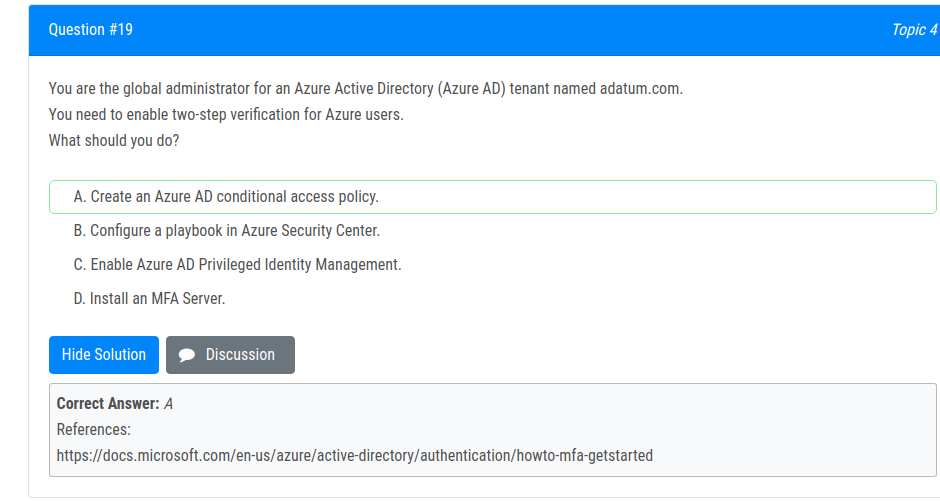 Question #19
Topic 4
You are the global administrator for an Azure Active Directory (Azure AD) tenant named adatum.com.
You need to enable two-step verification for Azure users.
What should you do?
A. Create an Azure AD conditional access policy.
B. Configure a playbook in Azure Security Center.
C. Enable Azure AD Privileged Identity Management.
D. Install an MFA Server.
Hide Solution
Discussion
Correct Answer: A
References:
https://docs.microsoft.com/en-us/azure/active-directory/authentication/howto-mfa-getstarted